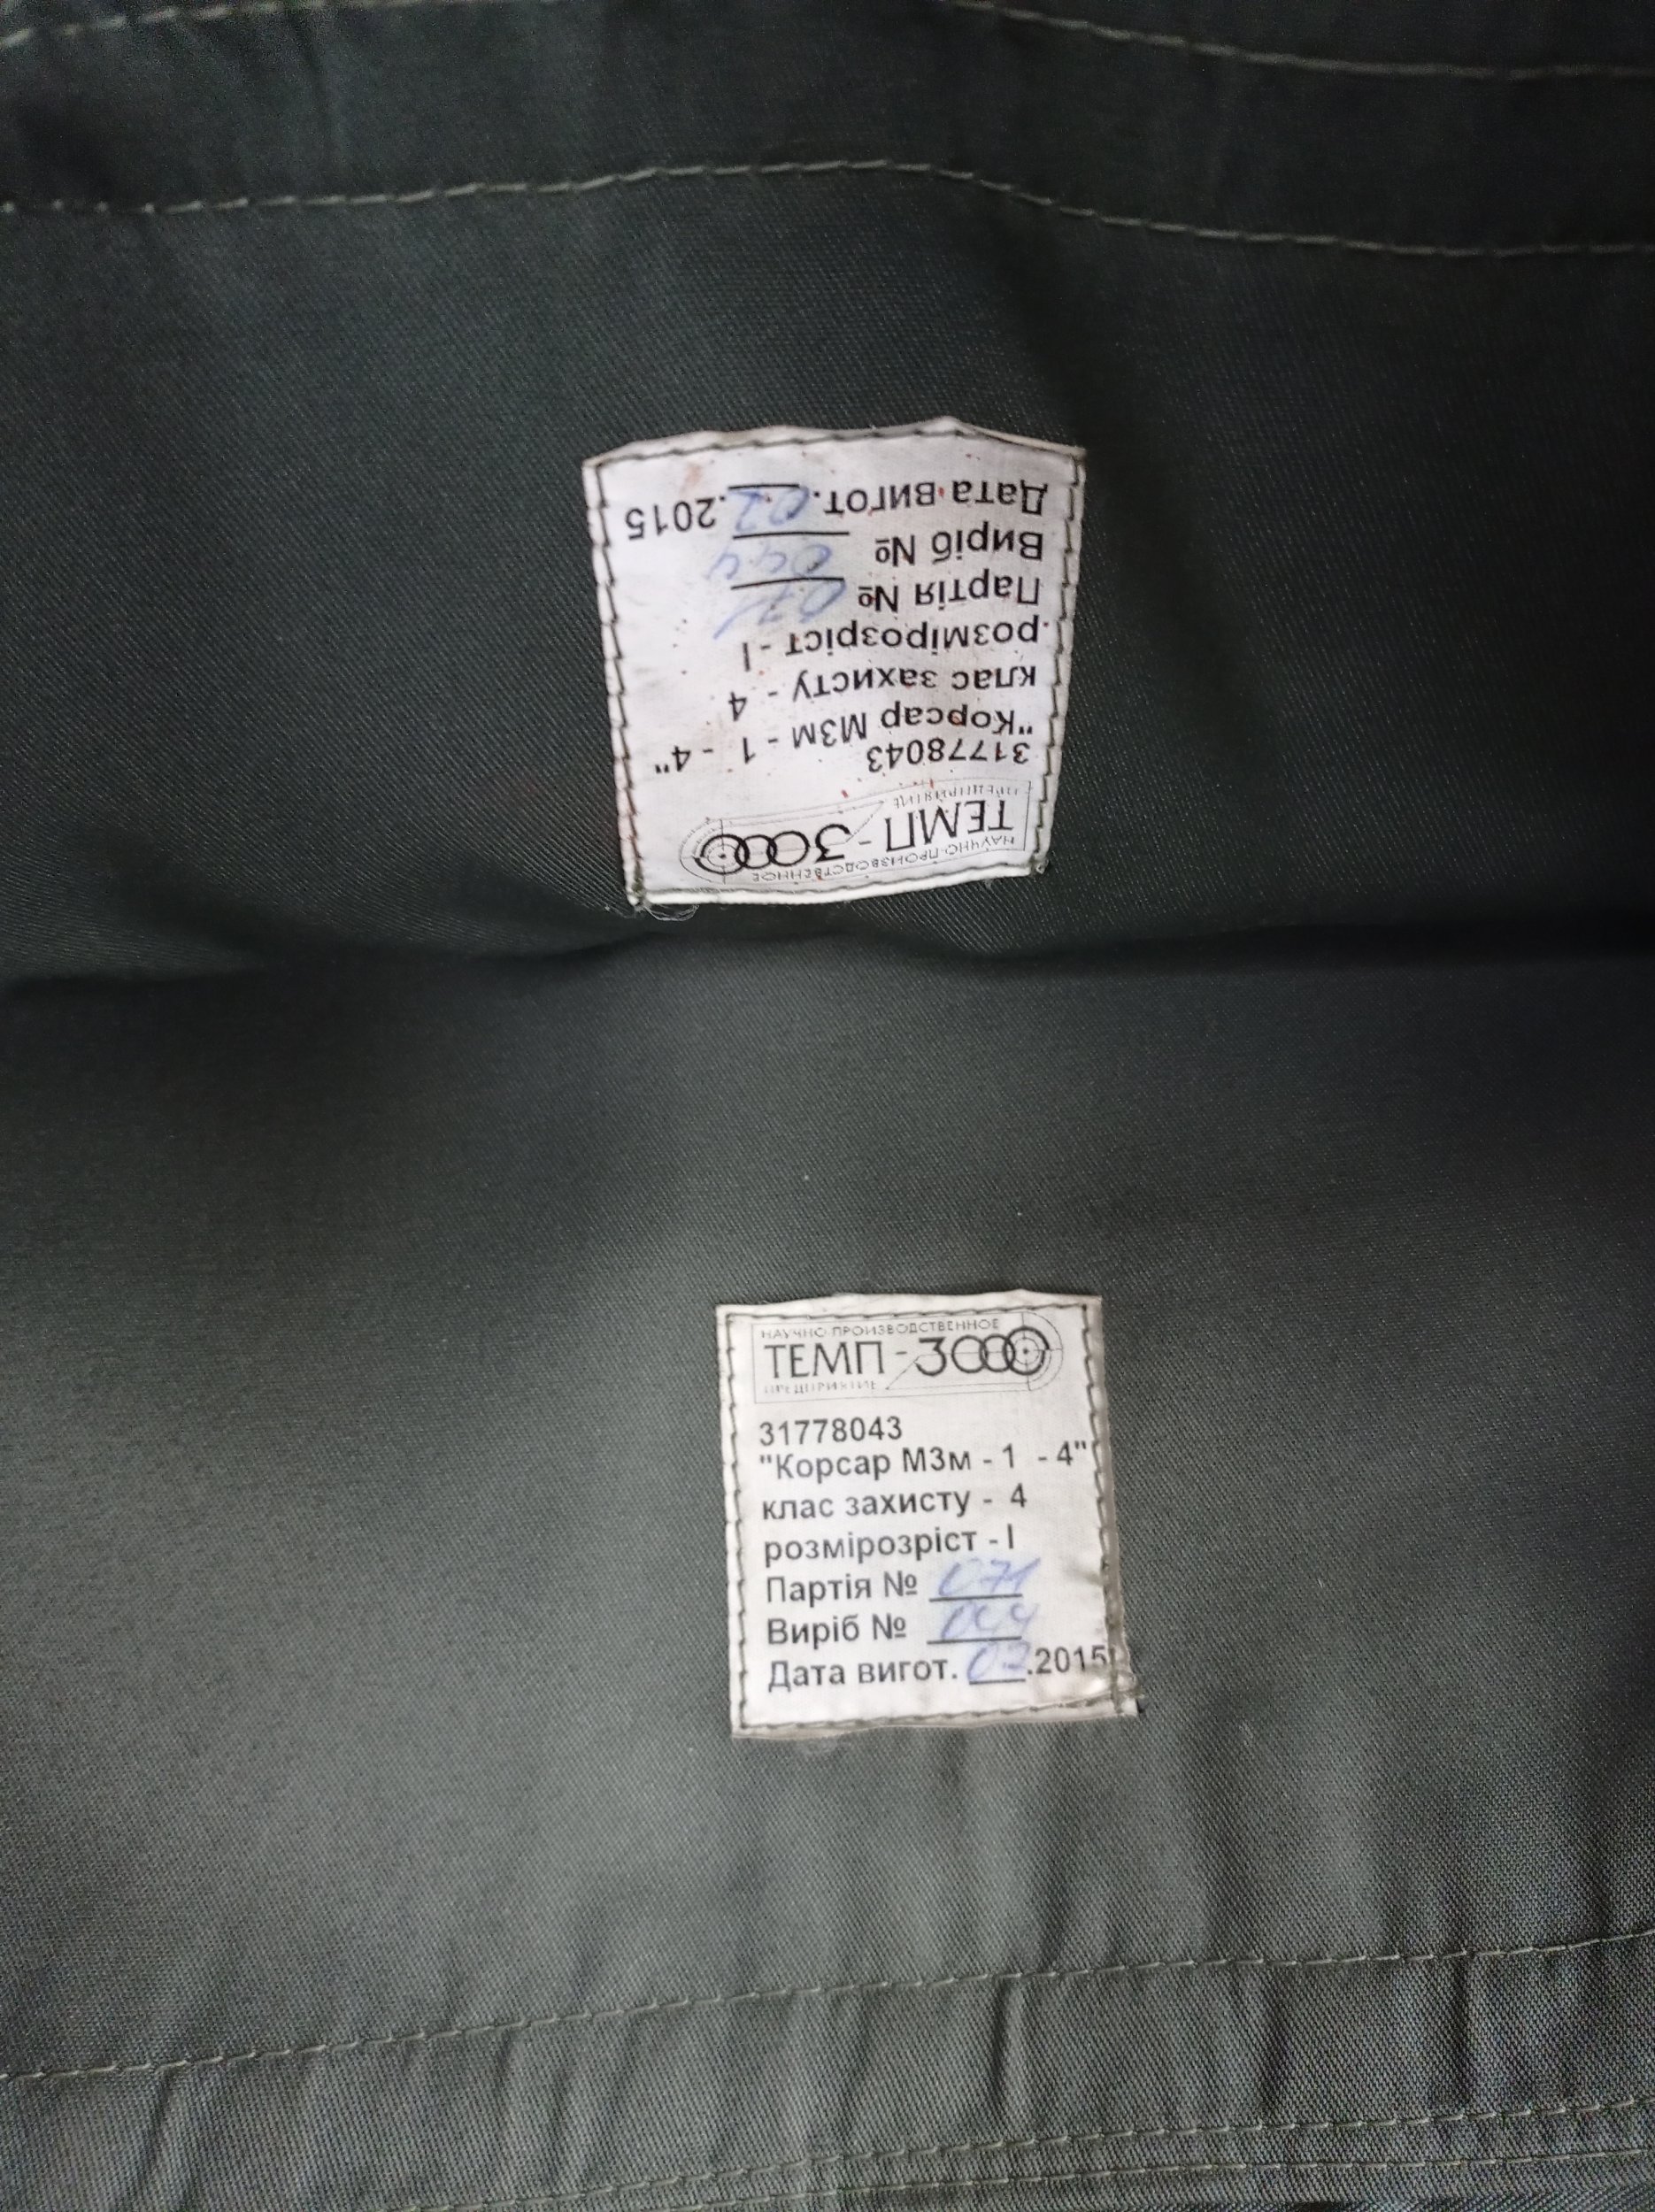 НАУЧНО-ПРОИЗВОДСТВЕННОЕ
ТЕМП-3000
ПРЕДПРИЯТИЕ
31778043
"Корсар М3м - 1 - 4"
клас захисту - 4
розмірозріст - І
Партія № 071
Виріб № 044
Дата вигот. 02.2015
НАУЧНО-ПРОИЗВОДСТВЕННОЕ
ТЕМП-3000
ПРЕДПРИЯТИЕ
31778043
"Корсар М3м - 1 - 4"
клас захисту - 4
розмірозріст - І
Партія № 071
Виріб № 044
Дата вигот. 02.2015